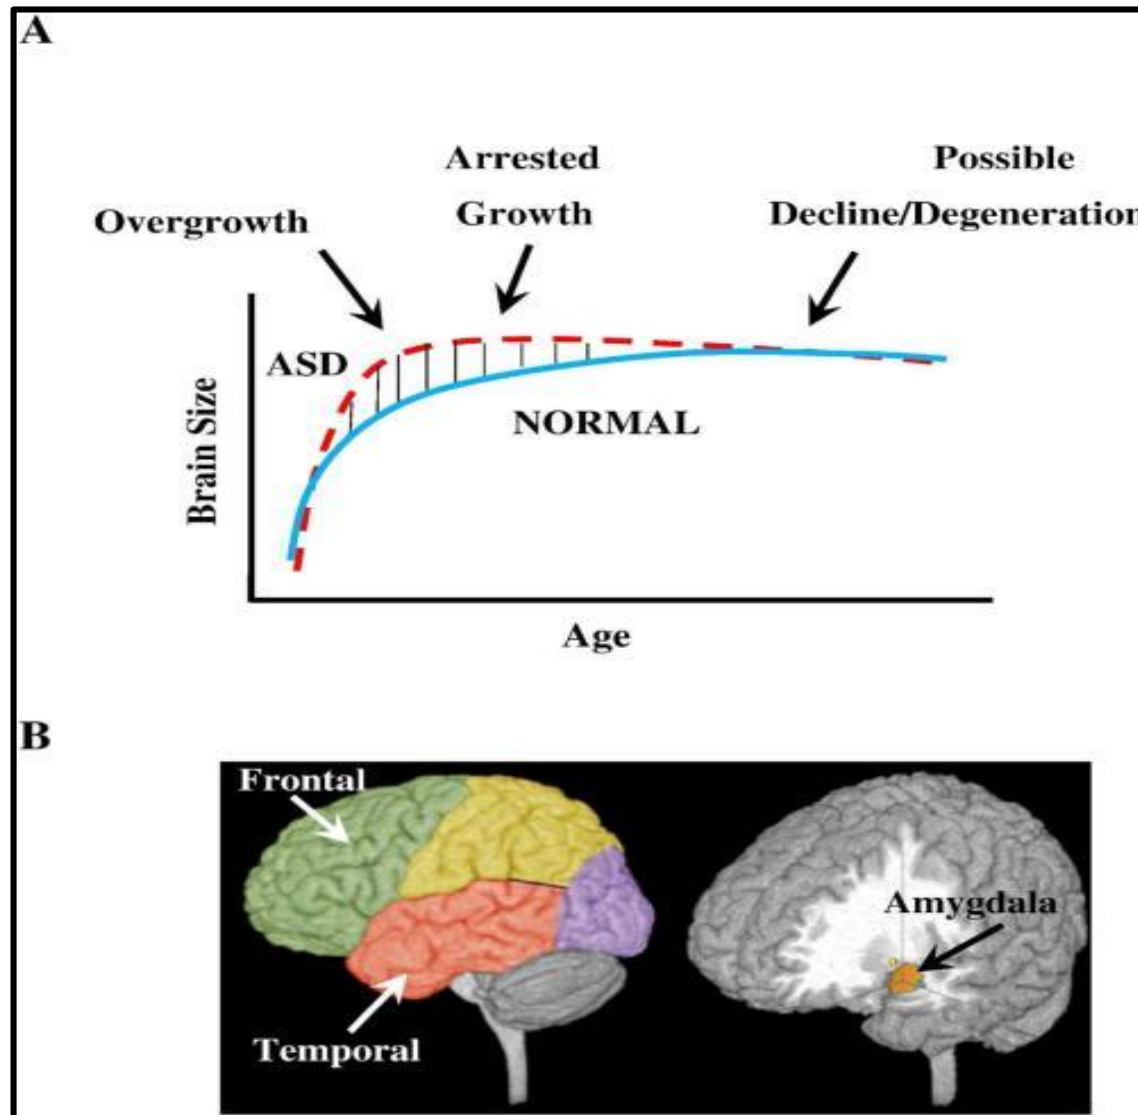 A
Arrested
Growth
Possible
Decline/Degeneration
Overgrowth
ASD
NORMAL
Brain Size
Age
B
Frontal
Temporal
Amygdala